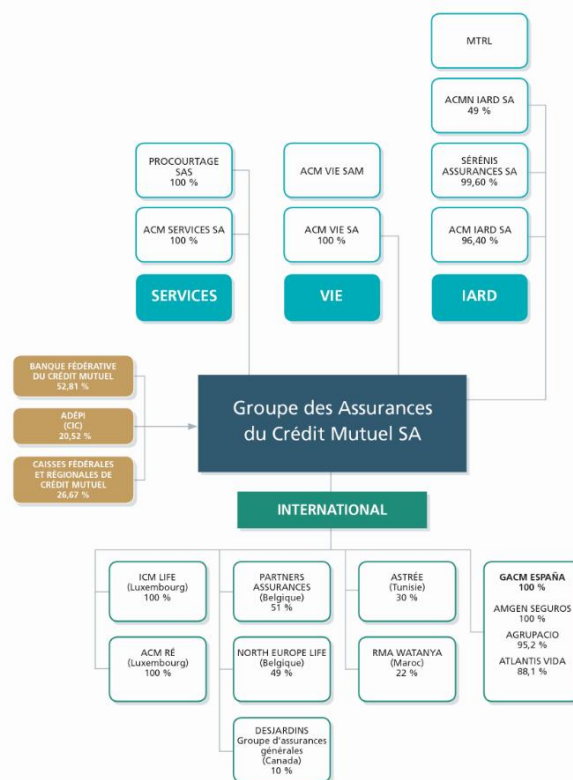 MTRL
ACMN IARD SA
49 %
PROCOURTAGE
SAS
100 %
ACM VIE SAM
SÉRÉNIS
ASSURANCES SA
99,60 %
ACM SERVICES SA
100 %
ACM VIE SA
100 %
ACM IARD SA
96,40 %
SERVICES
VIE
IARD
BANQUE FÉDÉRATIVE
DU CRÉDIT MUTUEL
52,81 %
ADÉPI
(CIC)
20,52 %
CAISSES FÉDÉRALES
ET RÉGIONALES DE
CRÉDIT MUTUEL
26,67 %
Groupe des Assurances
du Crédit Mutuel SA
INTERNATIONAL
ICM LIFE
(Luxembourg)
100 %
PARTNERS
ASSURANCES
(Belgique)
51 %
ASTRÉE
(Tunisie)
30 %
GACM ESPAÑA
100 %
AMGEN SEGUROS
100 %
AGRUPACIO
95,2 %
ATLANTIS VIDA
88,1 %
ACM RÉ
(Luxembourg)
100 %
NORTH EUROPE LIFE
(Belgique)
49 %
RMA WATANYA
(Maroc)
22 %
DESJARDINS
Groupe d'assurances
générales
(Canada)
10 %